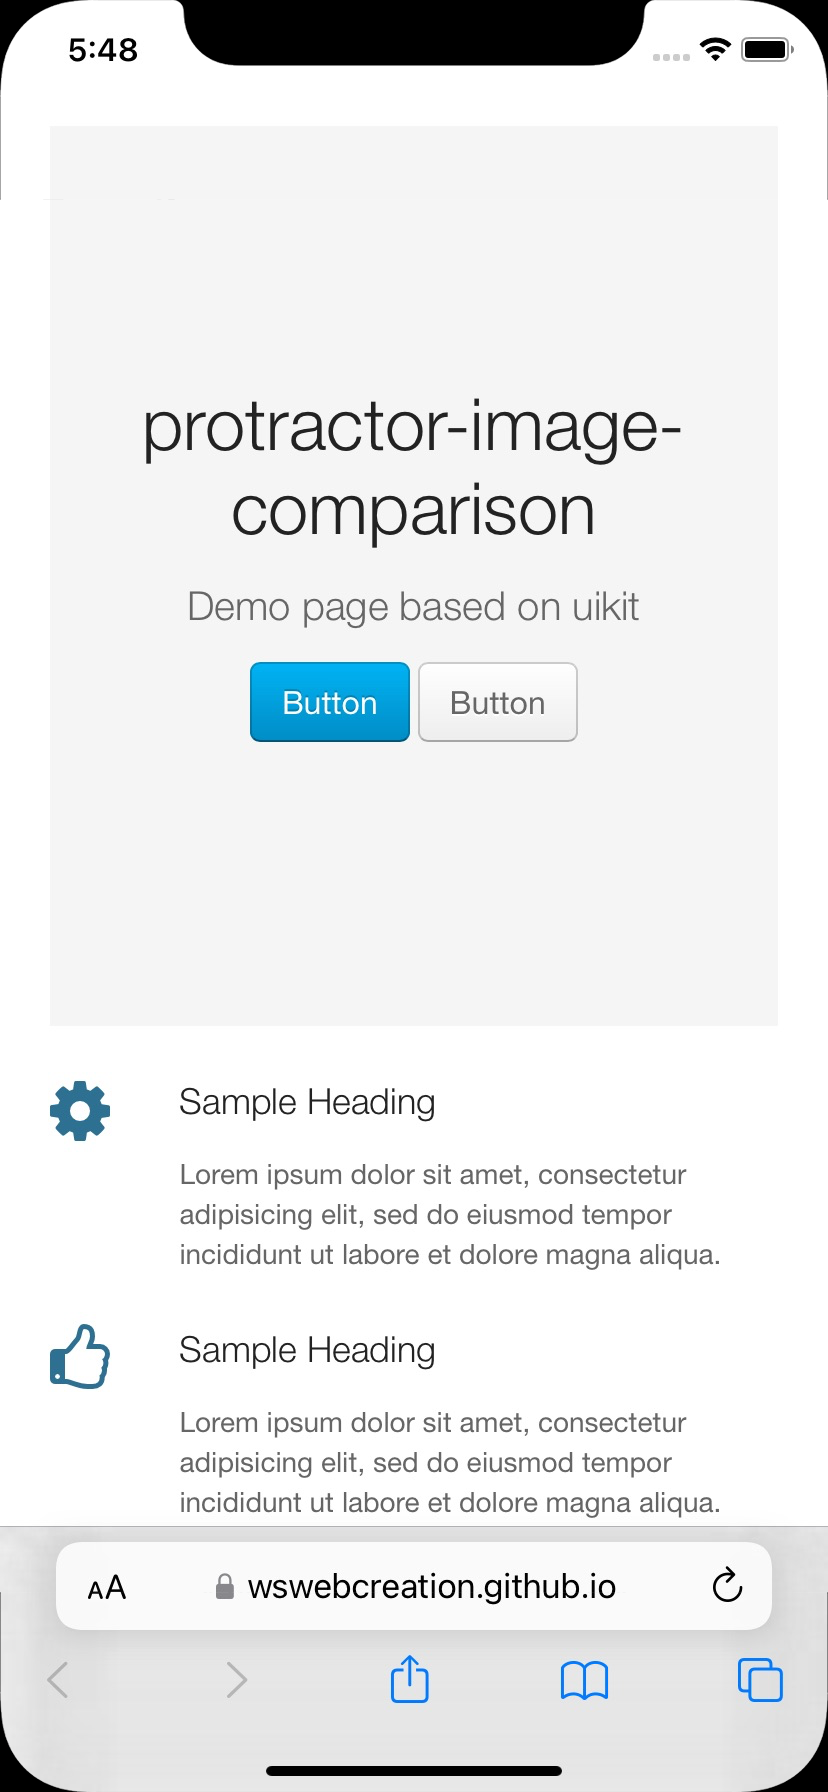 5:48
protractor-image-
comparison
Demo page based on uikit
Button Button
Sample Heading
Lorem ipsum dolor sit amet, consectetur
adipisicing elit, sed do eiusmod tempor
incididunt ut labore et dolore magna aliqua.
Sample Heading
Lorem ipsum dolor sit amet, consectetur
adipisicing elit, sed do eiusmod tempor
incididunt ut labore et dolore magna aliqua.
AA wswebcreation.github.io